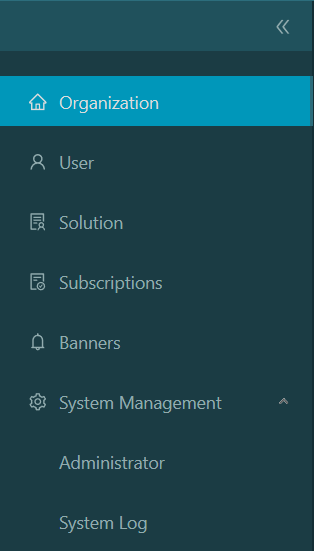 Organization
User
Solution
Subscriptions
Banners
System Management
Administrator
System Log